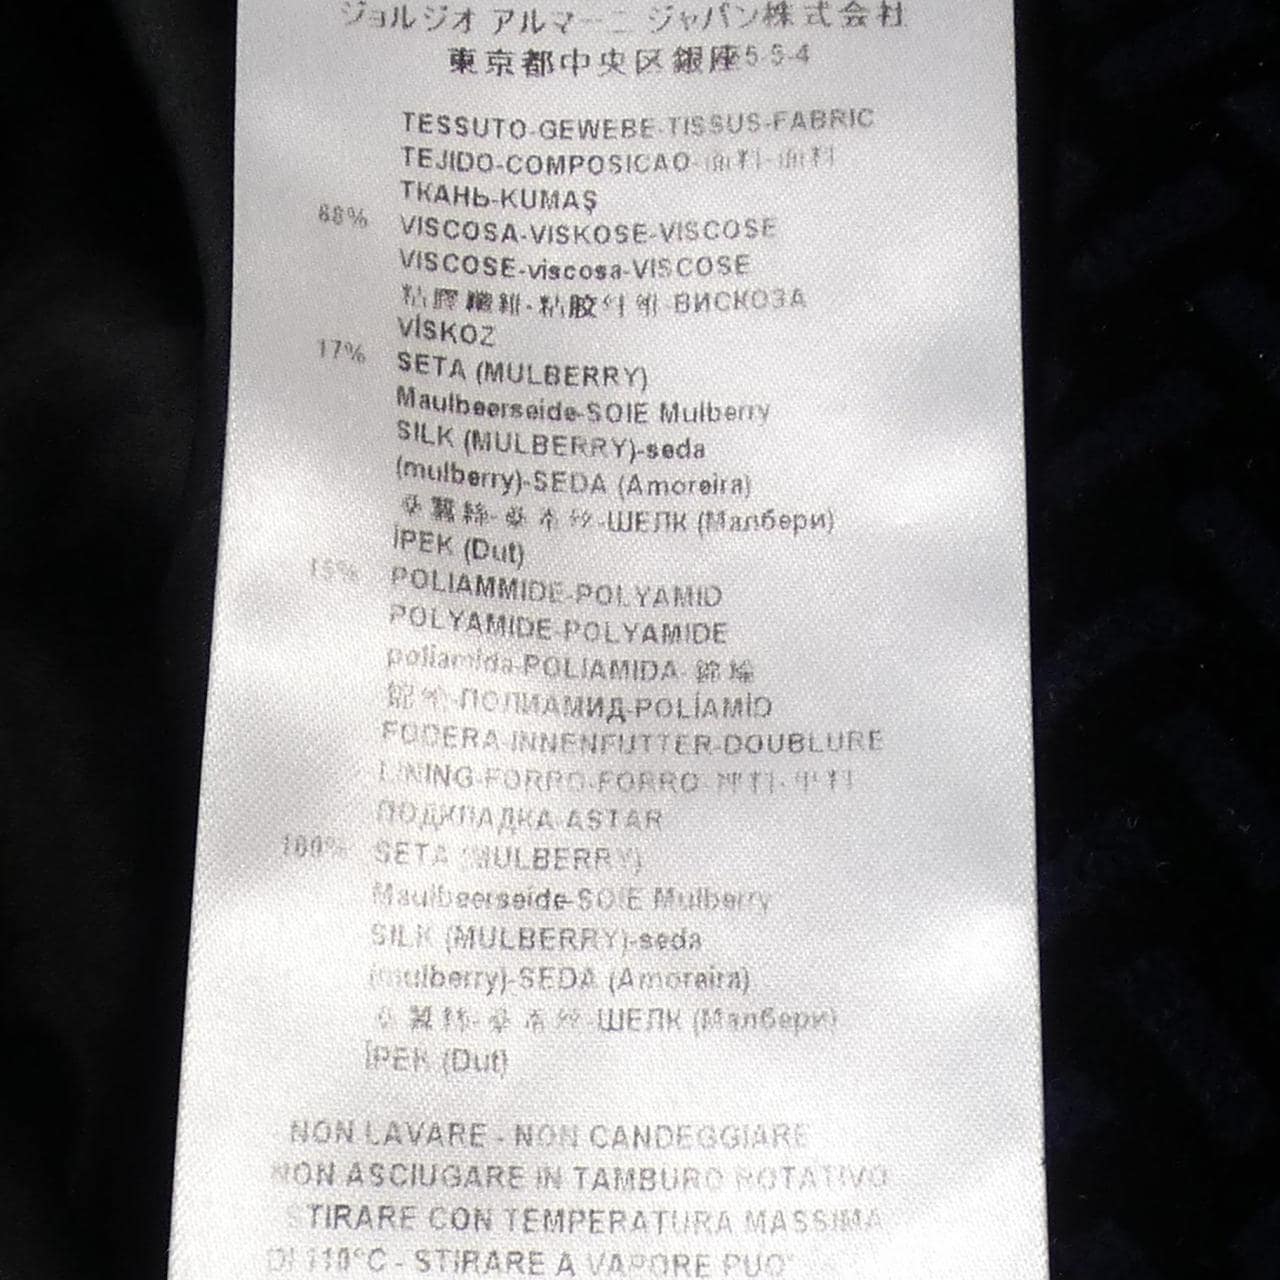 ジョルジオ アルマーニ ジャパン株式会社
東京都中央区銀座5-5-4
TESSUTO-GEWEBE-TISSUS-FABRIC
TEJIDO-COMPOSICAO-面料-面料
ТКАНЬ-KUMAŞ
68% VISCOSA-VISKOSE-VISCOSE
VISCOSE-viscosa-VISCOSE
粘膠纖維-粘胶纤维-ВИСКОЗА
VİSKOZ
17% SETA (MULBERRY)
Maulbeerseide-SOIE Mulberry
SILK (MULBERRY)-seda
(mulberry)-SEDA (Amoreira)
桑蠶絲-桑蚕丝-ШЕЛК (Малбери)
İPEK (Dut)
15% POLIAMMIDE-POLYAMID
POLYAMIDE-POLYAMIDE
poliamida-POLIAMIDA-錦綸
锦纶-ПОЛИАМИД-POLİAMİD
FODERA-INNENFUTTER-DOUBLURE
LINING-FORRO-FORRO-裡料-里料
ПОДКЛАДКА-ASTAR
100% SETA (MULBERRY)
Maulbeerseide-SOIE Mulberry
SILK (MULBERRY)-seda
(mulberry)-SEDA (Amoreira)
桑蠶絲-桑蚕丝-ШЕЛК (Малбери)
İPEK (Dut)
NON LAVARE - NON CANDEGGIARE
NON ASCIUGARE IN TAMBURO ROTATIVO
STIRARE CON TEMPERATURA MASSIMA
DI 110°C - STIRARE A VAPORE PUO'